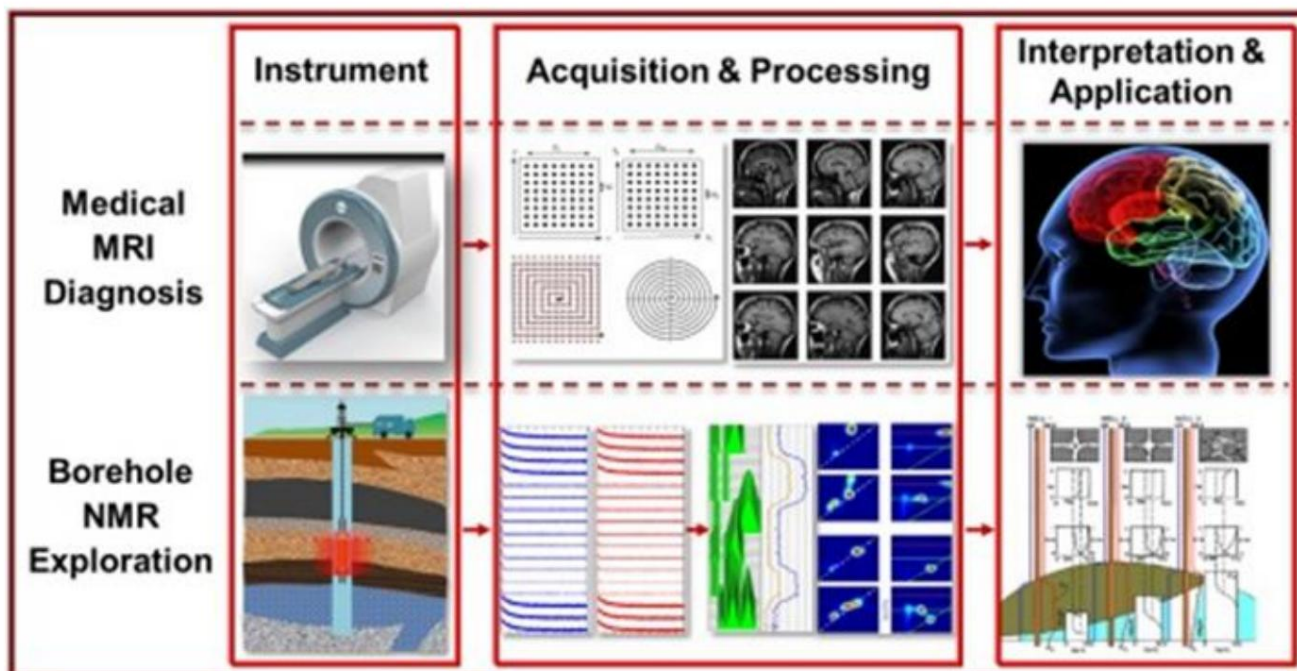 Instrument
Acquisition & Processing
Interpretation &
Application
Medical
MRI
Diagnosis
Borehole
NMR
Exploration